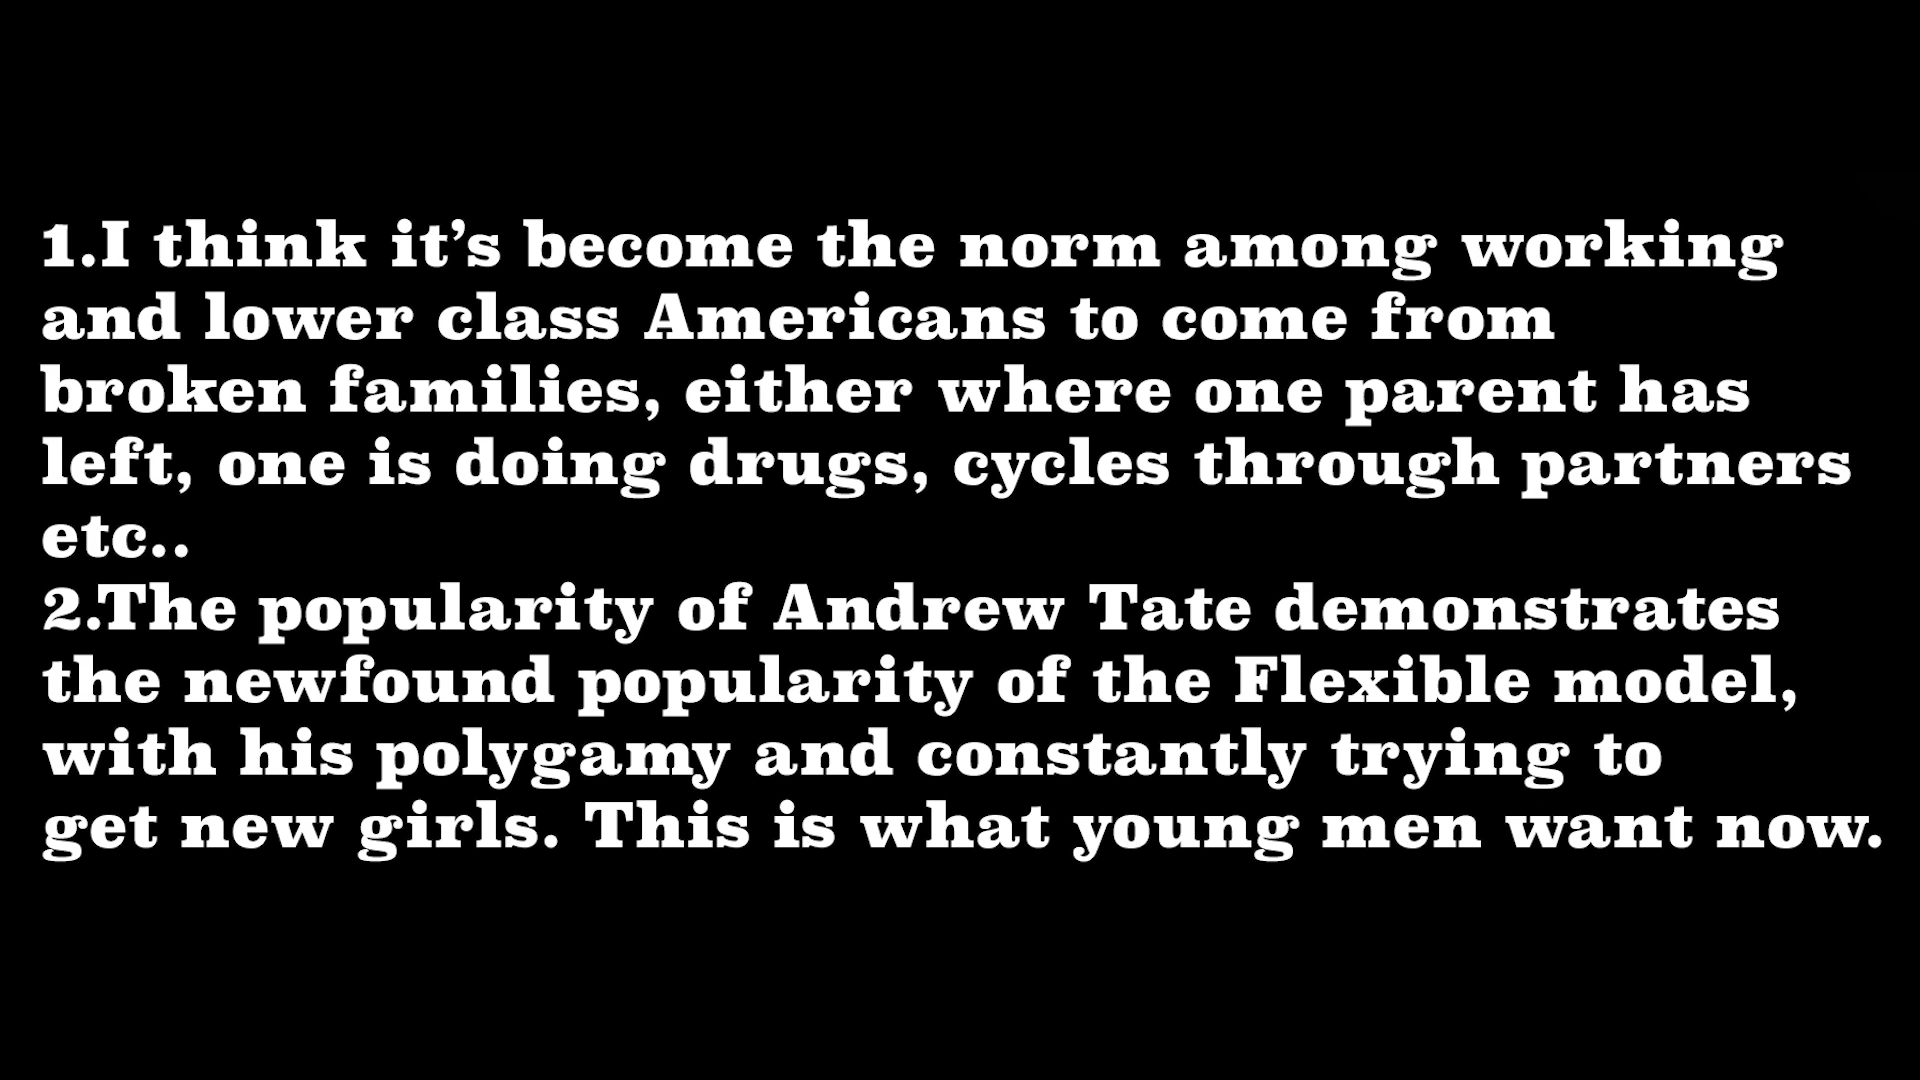 1.I think it’s become the norm among working
and lower class Americans to come from
broken families, either where one parent has
left, one is doing drugs, cycles through partners
etc..
2.The popularity of Andrew Tate demonstrates
the newfound popularity of the Flexible model,
with his polygamy and constantly trying to
get new girls. This is what young men want now.